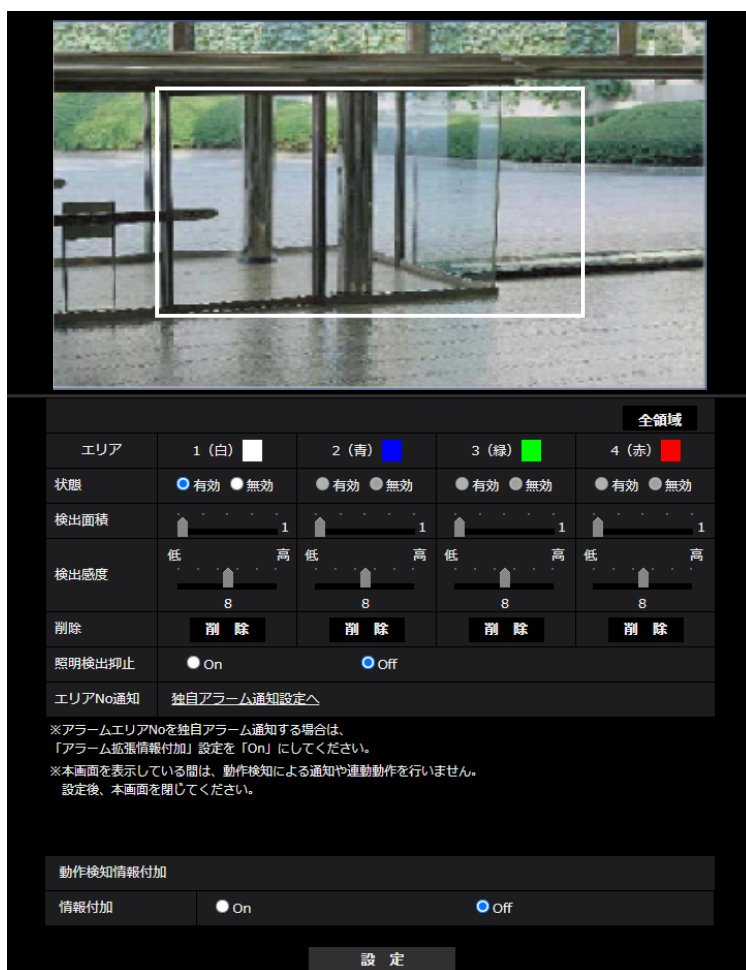 全領域
エリア 1（白） 2（青） 3（緑） 4（赤）
状態 有効 無効 有効 無効 有効 無効 有効 無効
検出面積 1 1 1 1
検出感度 低 高 低 高 低 高 低 高
8 8 8 8
削除 削 除 削 除 削 除 削 除
照明検出抑止 On Off
エリアNo通知 独自アラーム通知設定へ
※アラームエリアNoを独自アラーム通知する場合は、
「アラーム拡張情報付加」設定を「On」にしてください。
※本画面を表示している間は、動作検知による通知や連動動作を行いません。
設定後、本画面を閉じてください。
動作検知情報付加
情報付加 On Off
設 定